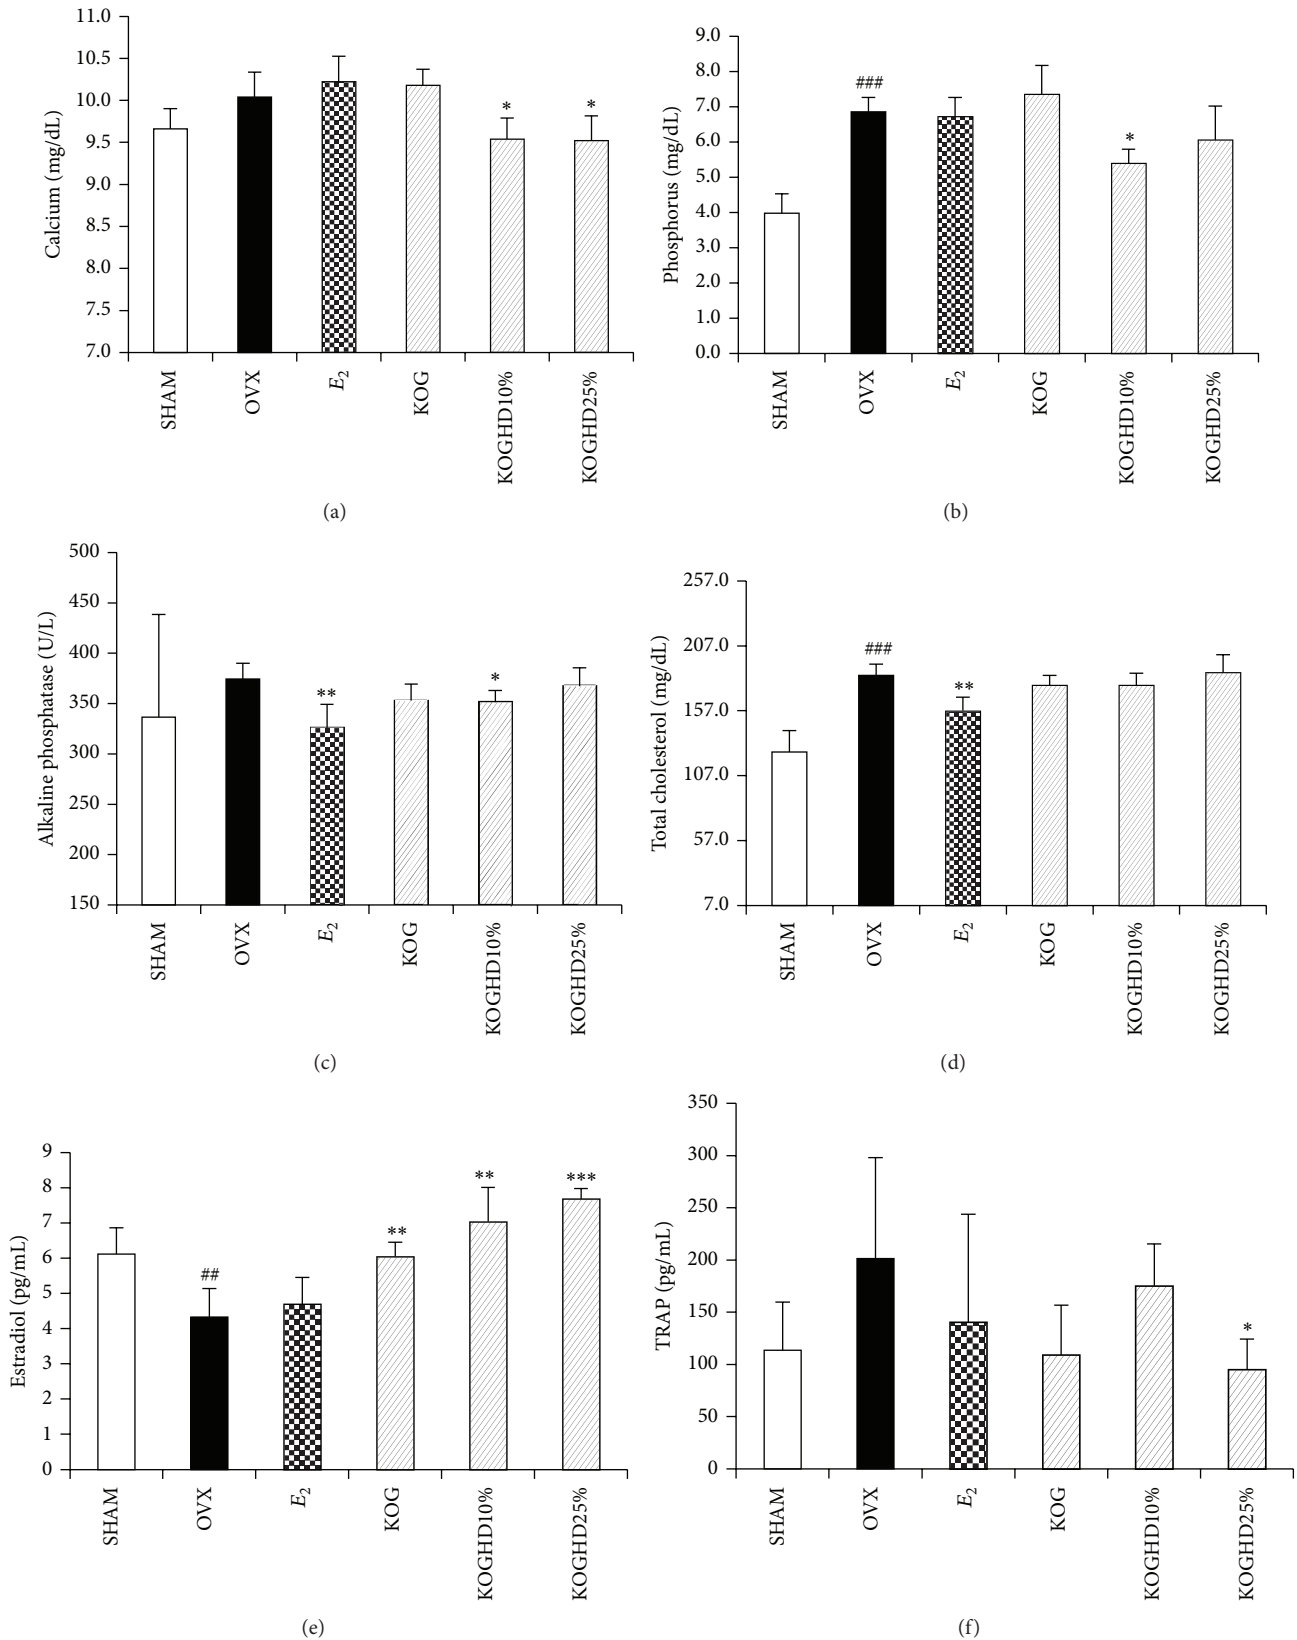 Calcium (mg/dL)
11.0
10.5
10.0
9.5
9.0
8.5
8.0
7.5
7.0
*
*
SHAM
OVX
E2
KOG
KOGHD10%
KOGHD25%
(a)
Phosphorus (mg/dL)
9.0
8.0
7.0
6.0
5.0
4.0
3.0
2.0
1.0
0.0
###
*
SHAM
OVX
E2
KOG
KOGHD10%
KOGHD25%
(b)
Alkaline phosphatase (U/L)
500
450
400
350
300
250
200
150
**
*
SHAM
OVX
E2
KOG
KOGHD10%
KOGHD25%
(c)
Total cholesterol (mg/dL)
257.0
207.0
157.0
107.0
57.0
7.0
###
**
SHAM
OVX
E2
KOG
KOGHD10%
KOGHD25%
(d)
Estradiol (pg/mL)
9
8
7
6
5
4
3
2
1
0
##
**
**
***
SHAM
OVX
E2
KOG
KOGHD10%
KOGHD25%
(e)
TRAP (pg/mL)
350
300
250
200
150
100
50
0
*
SHAM
OVX
E2
KOG
KOGHD10%
KOGHD25%
(f)